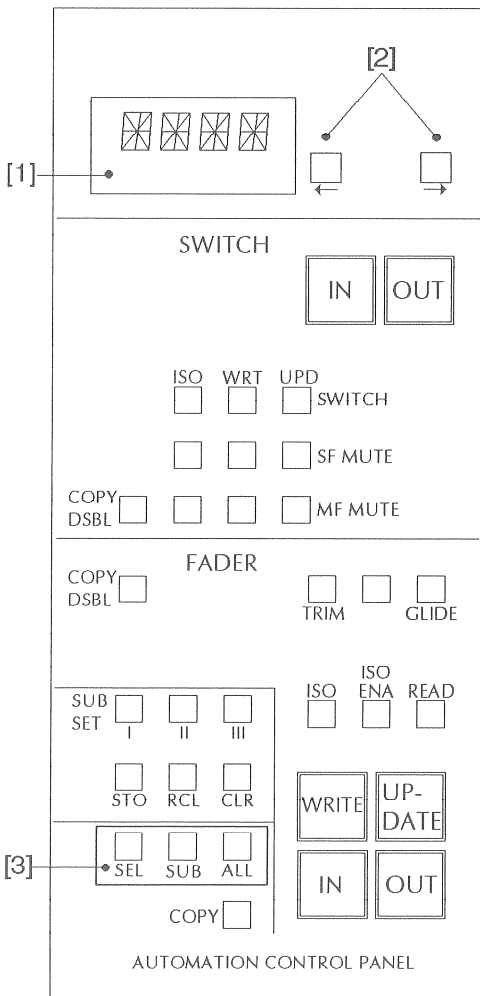 [2]
[1]
← →
SWITCH
IN OUT
ISO WRT UPD
SWITCH
SF MUTE
COPY DSBL MF MUTE
FADER
COPY DSBL
TRIM GLIDE
ISO ISO ENA READ
SUB SET I II III
STO RCL CLR
WRITE UP-DATE
[3]
SEL SUB ALL
IN OUT
COPY
AUTOMATION CONTROL PANEL